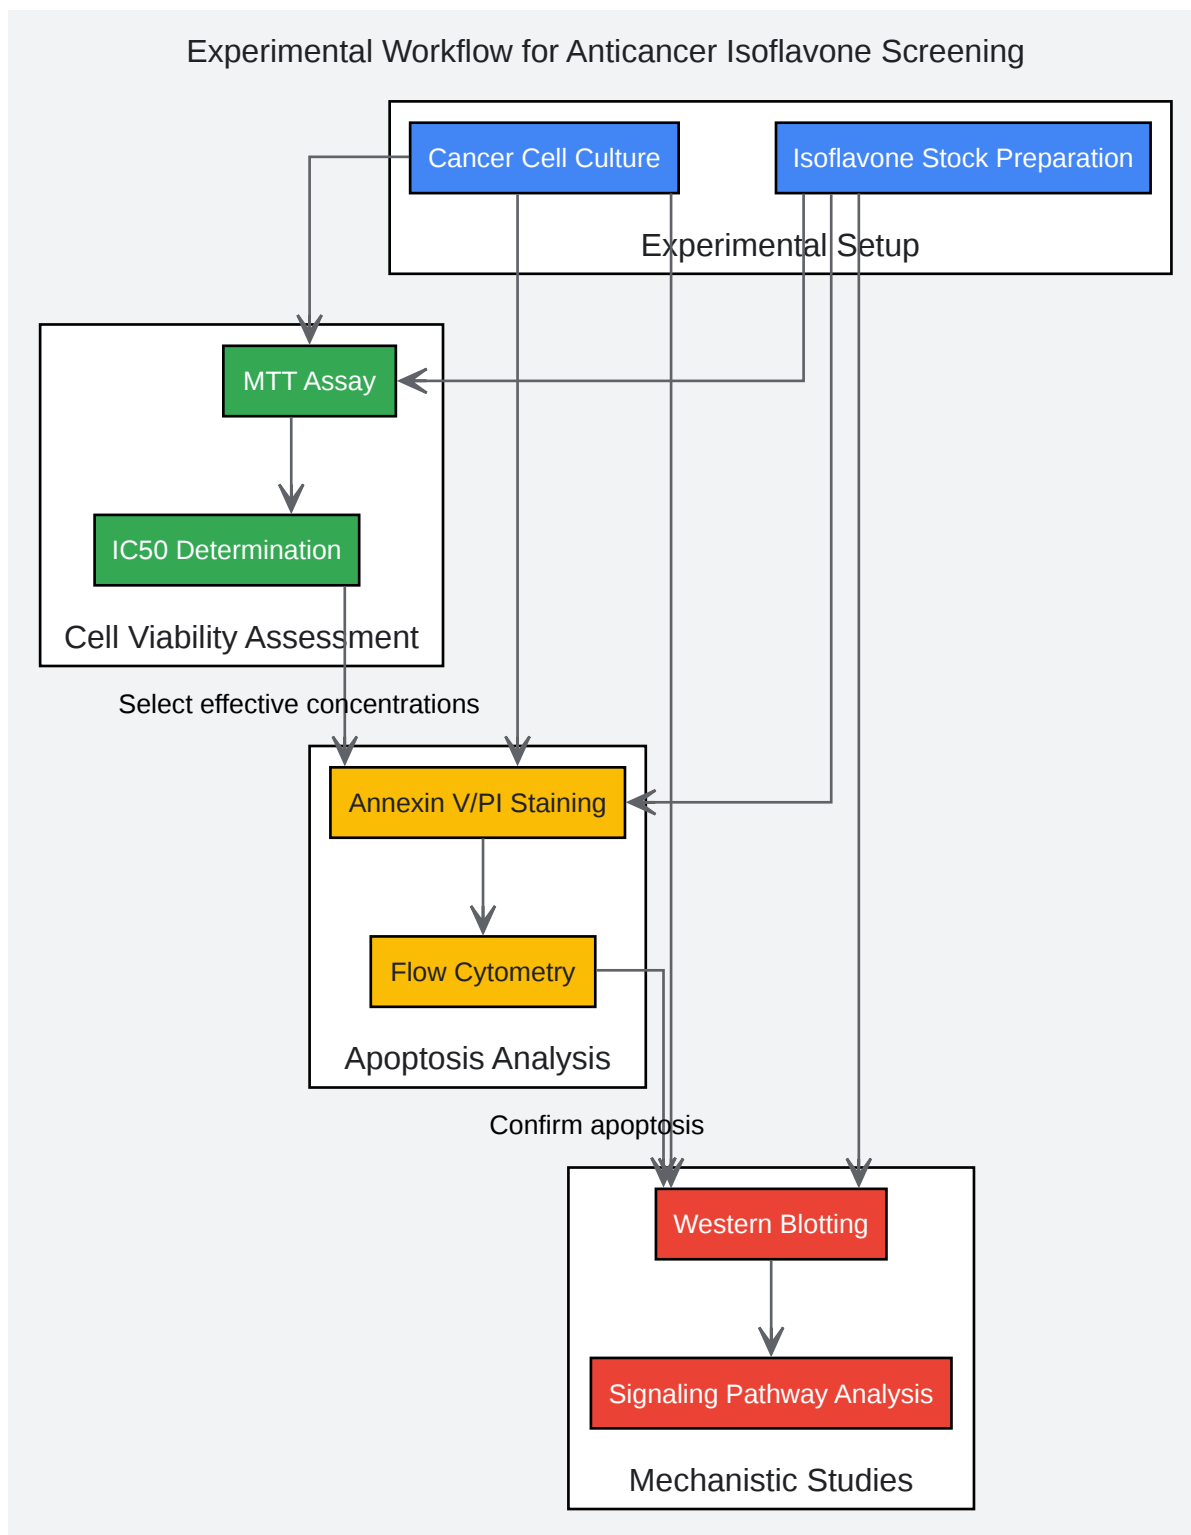 Experimental Workflow for Anticancer Isoflavone Screening
Cancer Cell Culture
Isoflavone Stock Preparation
Experimental Setup
MTT Assay
IC50 Determination
Cell Viability Assessment
Select effective concentrations
Annexin V/PI Staining
Flow Cytometry
Apoptosis Analysis
Confirm apoptosis
Western Blotting
Signaling Pathway Analysis
Mechanistic Studies